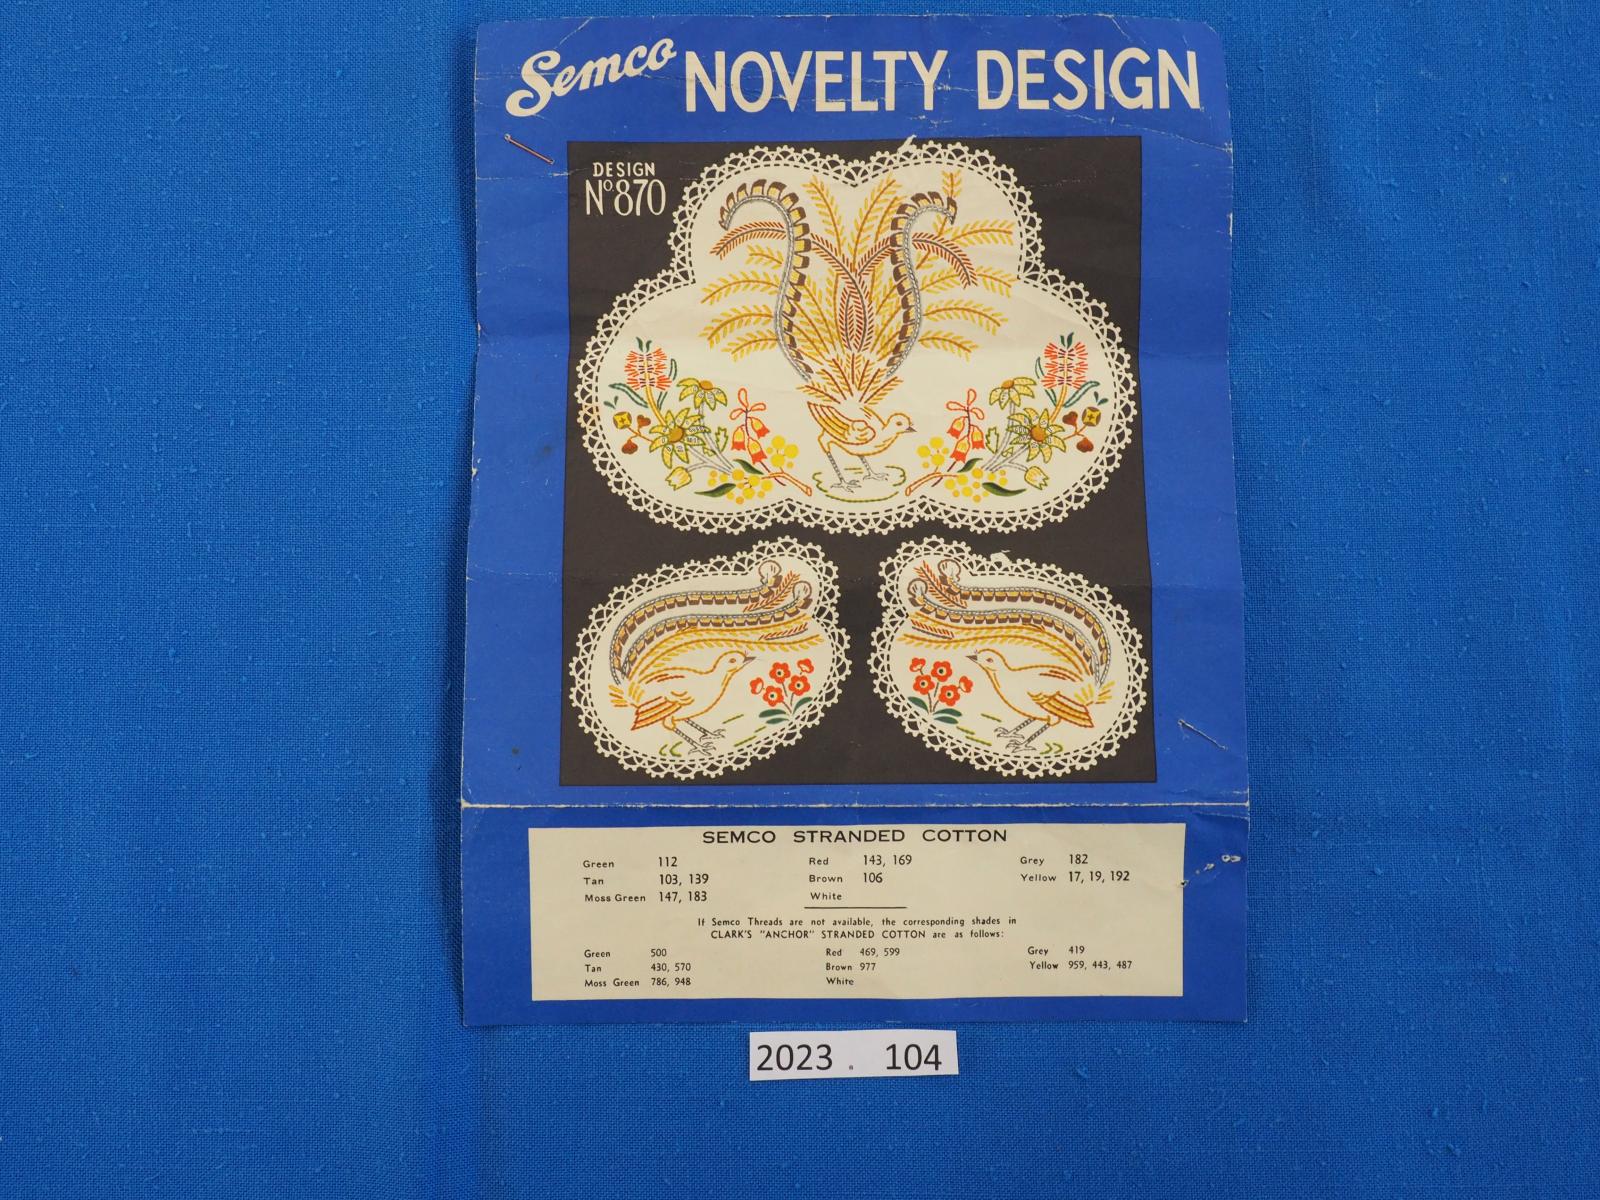 Semco NOVELTY DESIGN
DESIGN
No. 870
SEMCO STRANDED COTTON
Green 112 Red 143, 169 Grey 182
Tan 103, 139 Brown 106 Yellow 17, 19, 192
Moss Green 147, 183 White
If Semco Threads are not available, the corresponding shades in
CLARK'S "ANCHOR" STRANDED COTTON are as follows:
Green 500 Red 469, 599 Grey 419
Tan 430, 570 Brown 977 Yellow 959, 443, 487
Moss Green 786, 948 White
2023 . 104